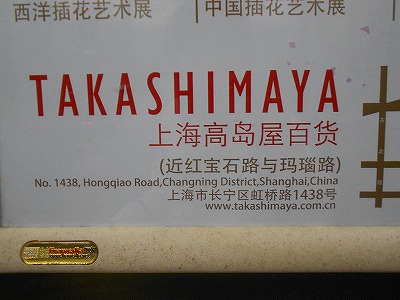 西洋插花艺术展
中国插花艺术展
TAKASHIMAYA
上海高岛屋百货
(近红宝石路与玛瑙路)
No. 1438, Hongqiao Road,Changning District,Shanghai,China
上海市长宁区虹桥路1438号
www.takashimaya.com.cn